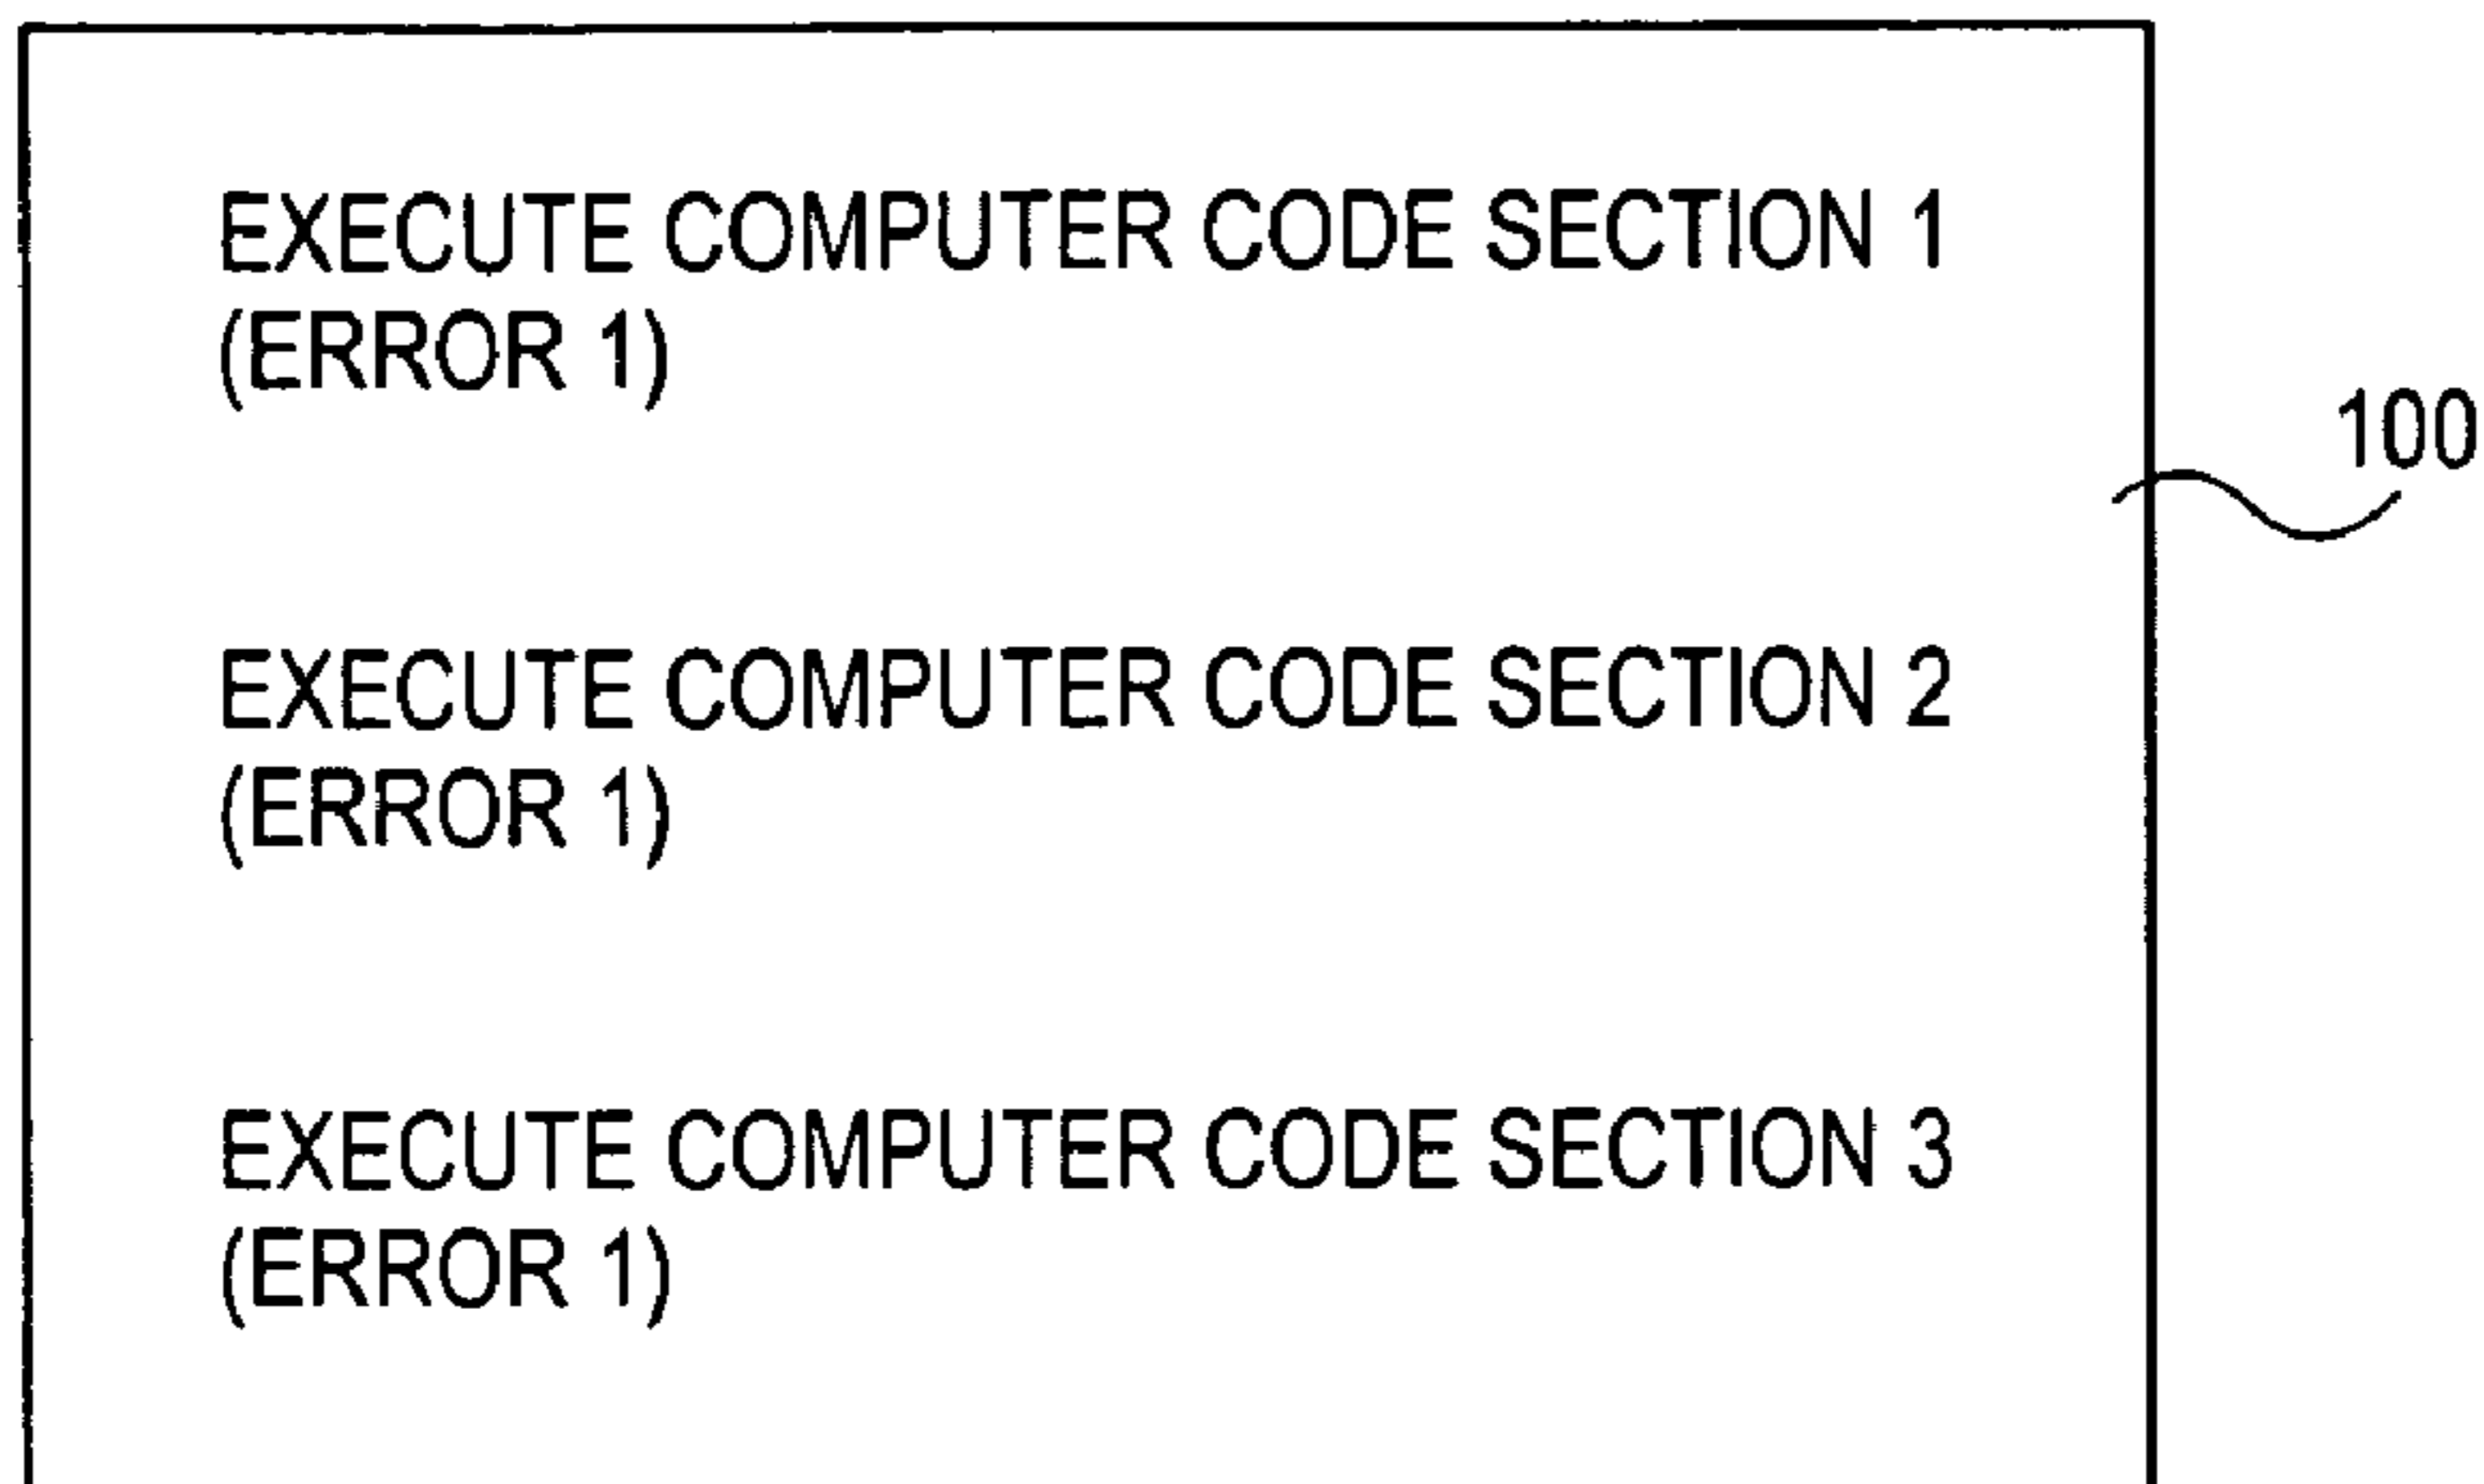 EXECUTE COMPUTER CODE SECTION 1
(ERROR 1)
100
EXECUTE COMPUTER CODE SECTION 2
(ERROR 1)
EXECUTE COMPUTER CODE SECTION 3
(ERROR 1)